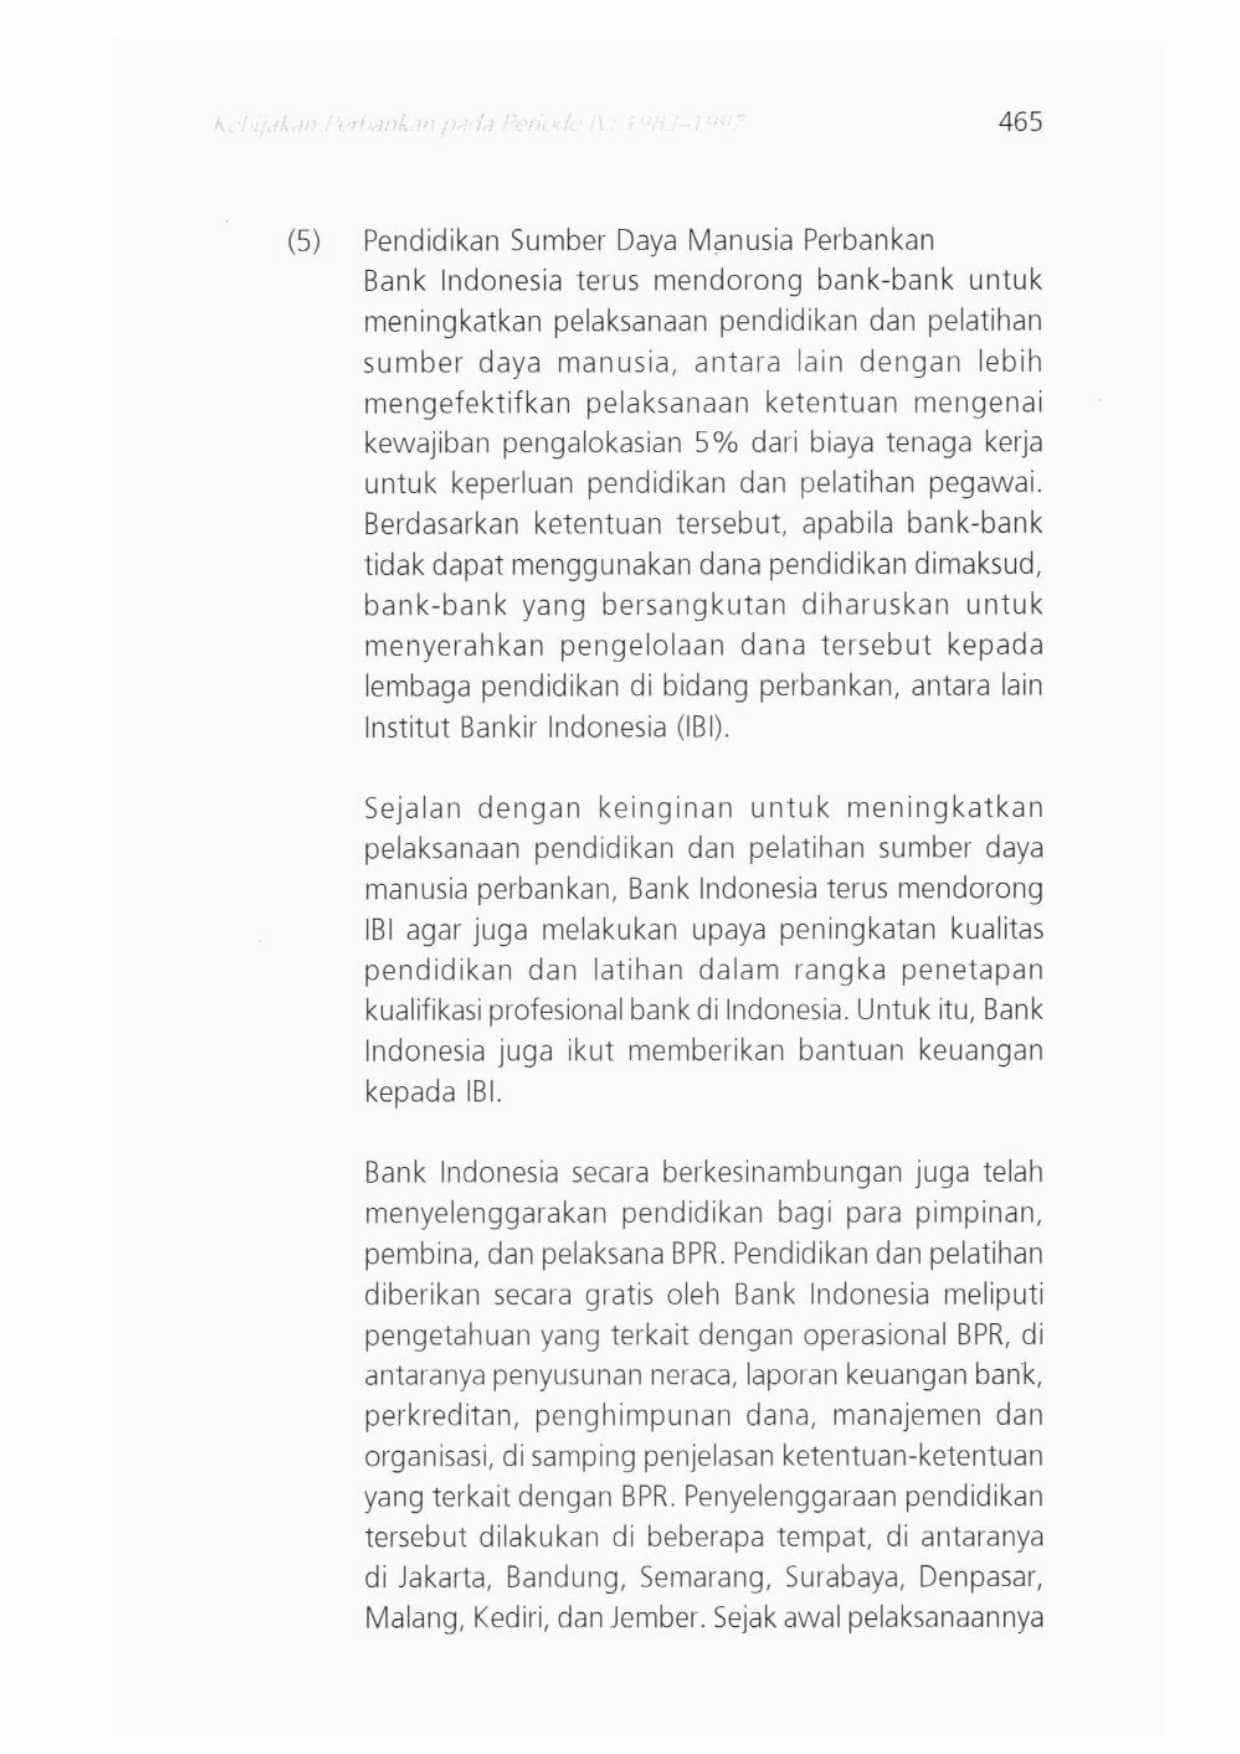 Kebijakan Perbankan pada Periode IV: 1983–1997 465
(5) Pendidikan Sumber Daya Manusia Perbankan
Bank Indonesia terus mendorong bank-bank untuk
meningkatkan pelaksanaan pendidikan dan pelatihan
sumber daya manusia, antara lain dengan lebih
mengefektifkan pelaksanaan ketentuan mengenai
kewajiban pengalokasian 5% dari biaya tenaga kerja
untuk keperluan pendidikan dan pelatihan pegawai.
Berdasarkan ketentuan tersebut, apabila bank-bank
tidak dapat menggunakan dana pendidikan dimaksud,
bank-bank yang bersangkutan diharuskan untuk
menyerahkan pengelolaan dana tersebut kepada
lembaga pendidikan di bidang perbankan, antara lain
Institut Bankir Indonesia (IBI).
Sejalan dengan keinginan untuk meningkatkan
pelaksanaan pendidikan dan pelatihan sumber daya
manusia perbankan, Bank Indonesia terus mendorong
IBI agar juga melakukan upaya peningkatan kualitas
pendidikan dan latihan dalam rangka penetapan
kualifikasi profesional bank di Indonesia. Untuk itu, Bank
Indonesia juga ikut memberikan bantuan keuangan
kepada IBI.
Bank Indonesia secara berkesinambungan juga telah
menyelenggarakan pendidikan bagi para pimpinan,
pembina, dan pelaksana BPR. Pendidikan dan pelatihan
diberikan secara gratis oleh Bank Indonesia meliputi
pengetahuan yang terkait dengan operasional BPR, di
antaranya penyusunan neraca, laporan keuangan bank,
perkreditan, penghimpunan dana, manajemen dan
organisasi, di samping penjelasan ketentuan-ketentuan
yang terkait dengan BPR. Penyelenggaraan pendidikan
tersebut dilakukan di beberapa tempat, di antaranya
di Jakarta, Bandung, Semarang, Surabaya, Denpasar,
Malang, Kediri, dan Jember. Sejak awal pelaksanaannya